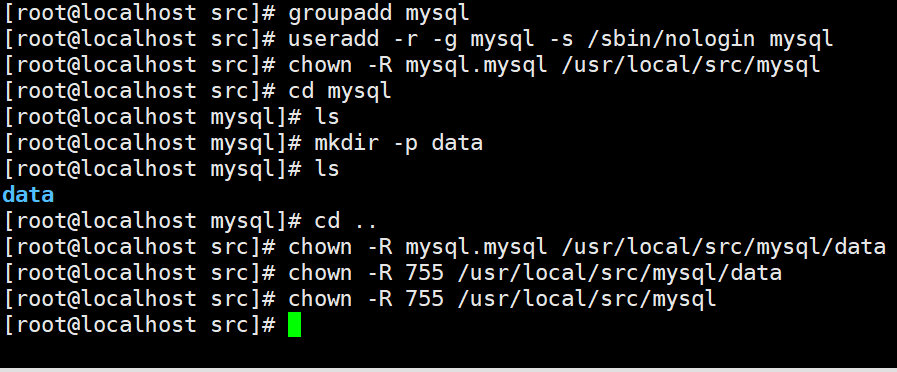 [root@localhost src]# groupadd mysql
[root@localhost src]# useradd -r -g mysql -s /sbin/nologin mysql
[root@localhost src]# chown -R mysql.mysql /usr/local/src/mysql
[root@localhost src]# cd mysql
[root@localhost mysql]# ls
[root@localhost mysql]# mkdir -p data
[root@localhost mysql]# ls
data
[root@localhost mysql]# cd ..
[root@localhost src]# chown -R mysql.mysql /usr/local/src/mysql/data
[root@localhost src]# chown -R 755 /usr/local/src/mysql/data
[root@localhost src]# chown -R 755 /usr/local/src/mysql
[root@localhost src]#